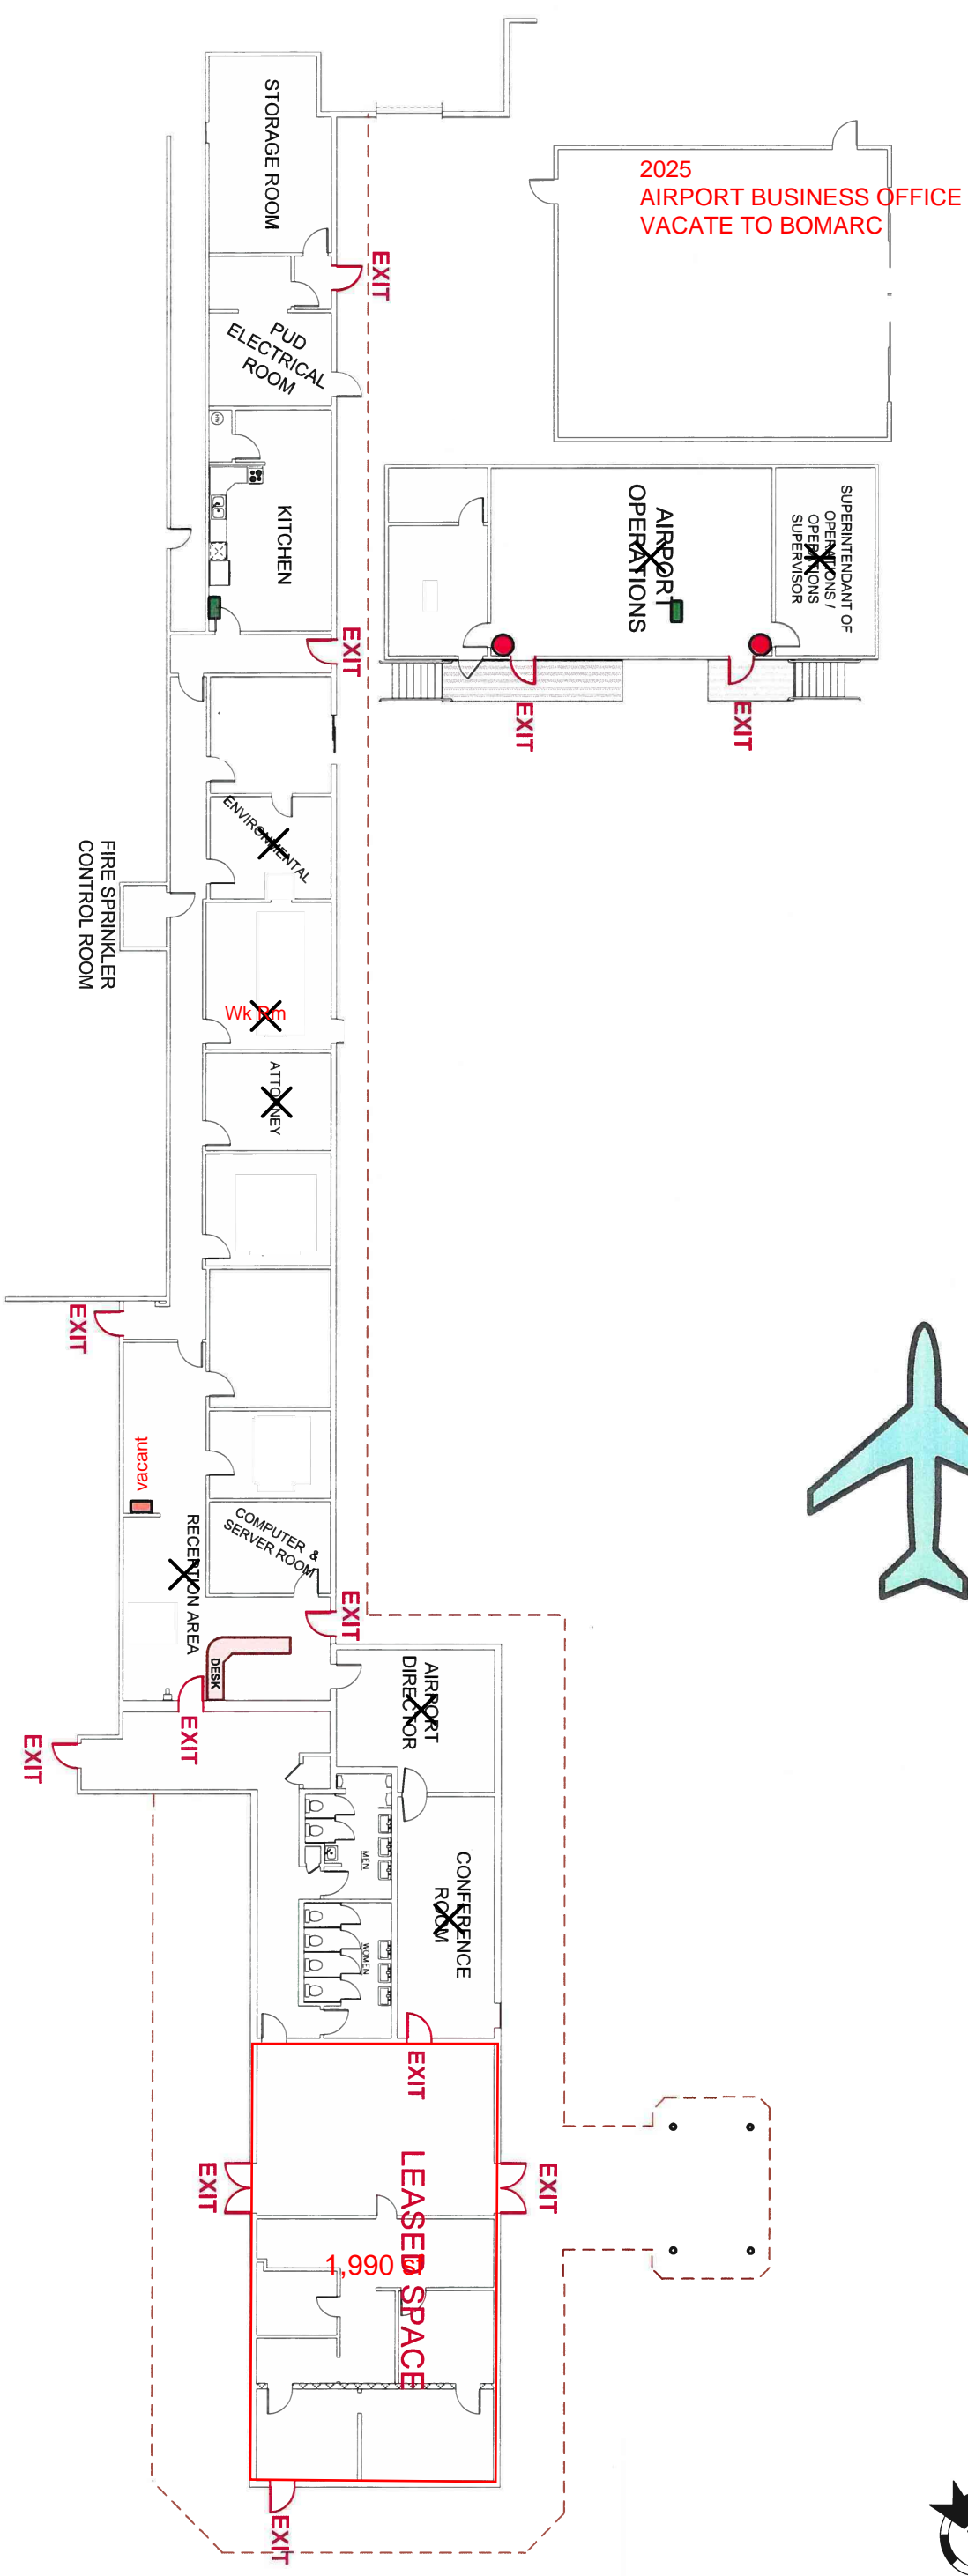 2025
AIRPORT BUSINESS OFFICE
VACATE TO BOMARC
STORAGE ROOM
EXIT
PUD
ELECTRICAL
ROOM
KITCHEN
EXIT
SUPERINTENDANT OF
OPERATIONS /
OPERATIONS
SUPERVISOR
AIRPORT
OPERATIONS
EXIT
EXIT
ENVIRONMENTAL
FIRE SPRINKLER
CONTROL ROOM
Wk Rm
ATTORNEY
EXIT
vacant
COMPUTER &
SERVER ROOM
RECEPTION AREA
EXIT
DESK
AIRPORT
DIRECTOR
EXIT
EXIT
MEN
CONFERENCE
ROOM
WOMEN
EXIT
EXIT
EXIT
LEASED SPACE
1,990 sf
EXIT